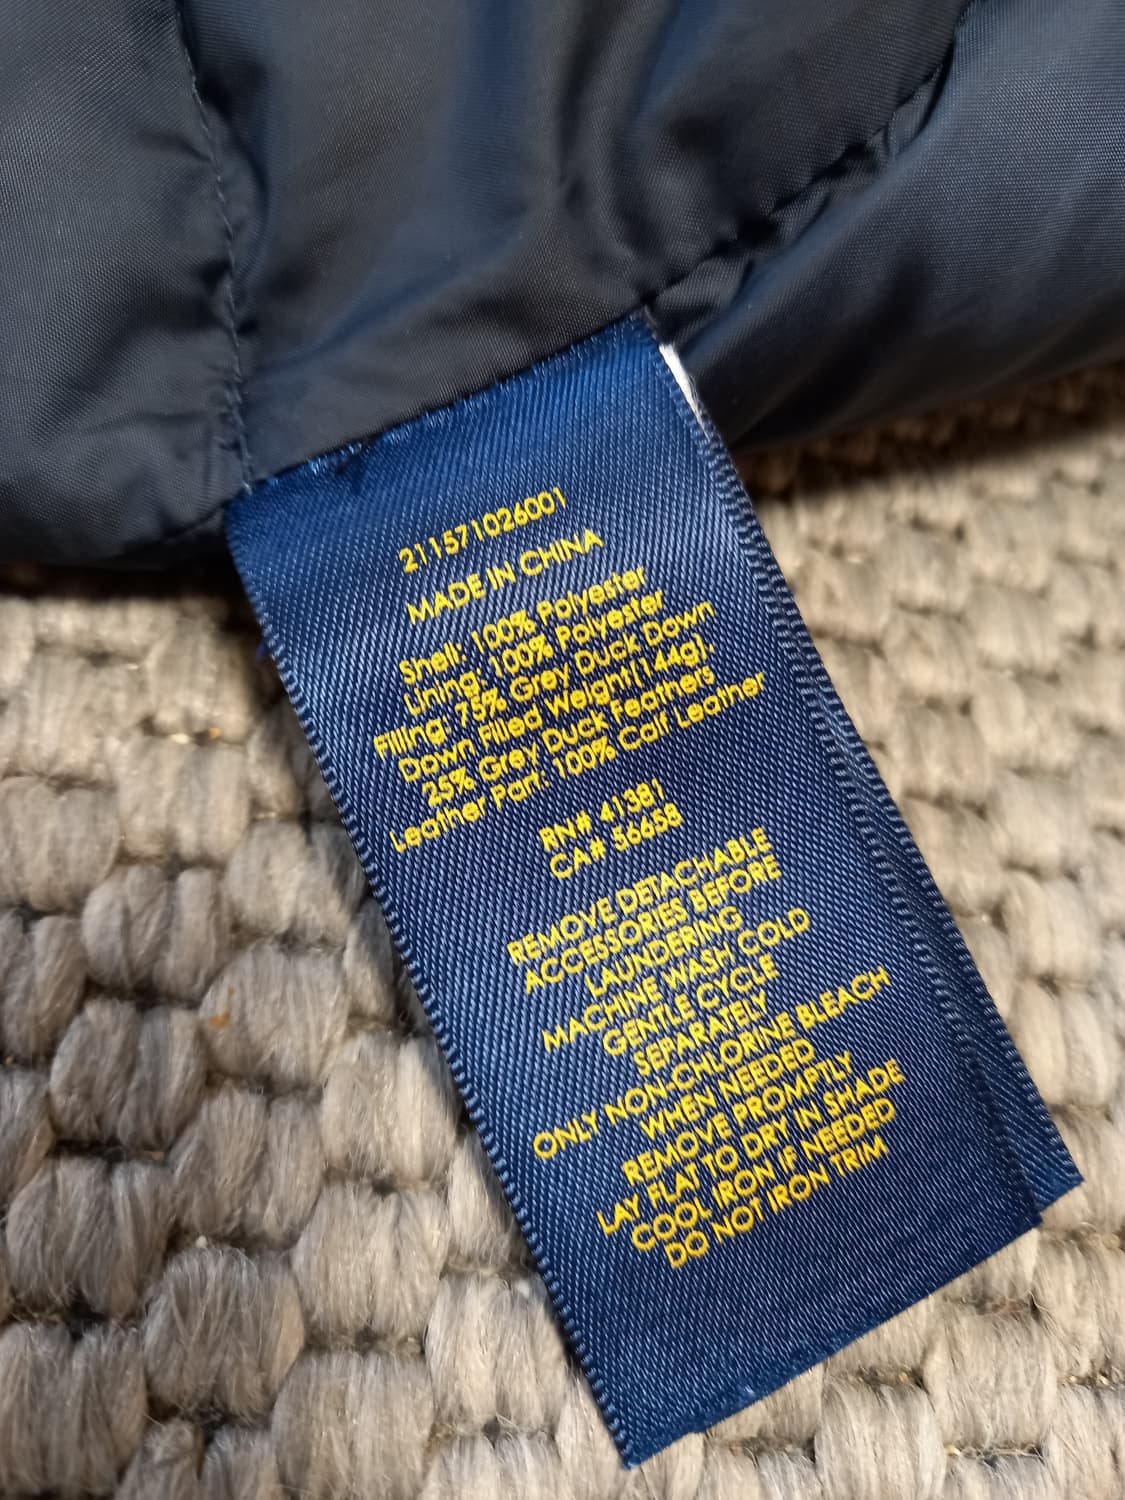 211571026001
MADE IN CHINA
Shell: 100% Polyester
Lining: 100% Polyester
Filling: 75% Grey Duck Down
Down Filled Weight(144g),
25% Grey Duck Feathers
Leather Part: 100% Calf Leather
RN# 41381
CA# 56658
REMOVE DETACHABLE
ACCESSORIES BEFORE
LAUNDERING
MACHINE WASH COLD
GENTLE CYCLE
SEPARATELY
ONLY NON-CHLORINE BLEACH
WHEN NEEDED
REMOVE PROMPTLY
LAY FLAT TO DRY IN SHADE
COOL IRON IF NEEDED
DO NOT IRON TRIM